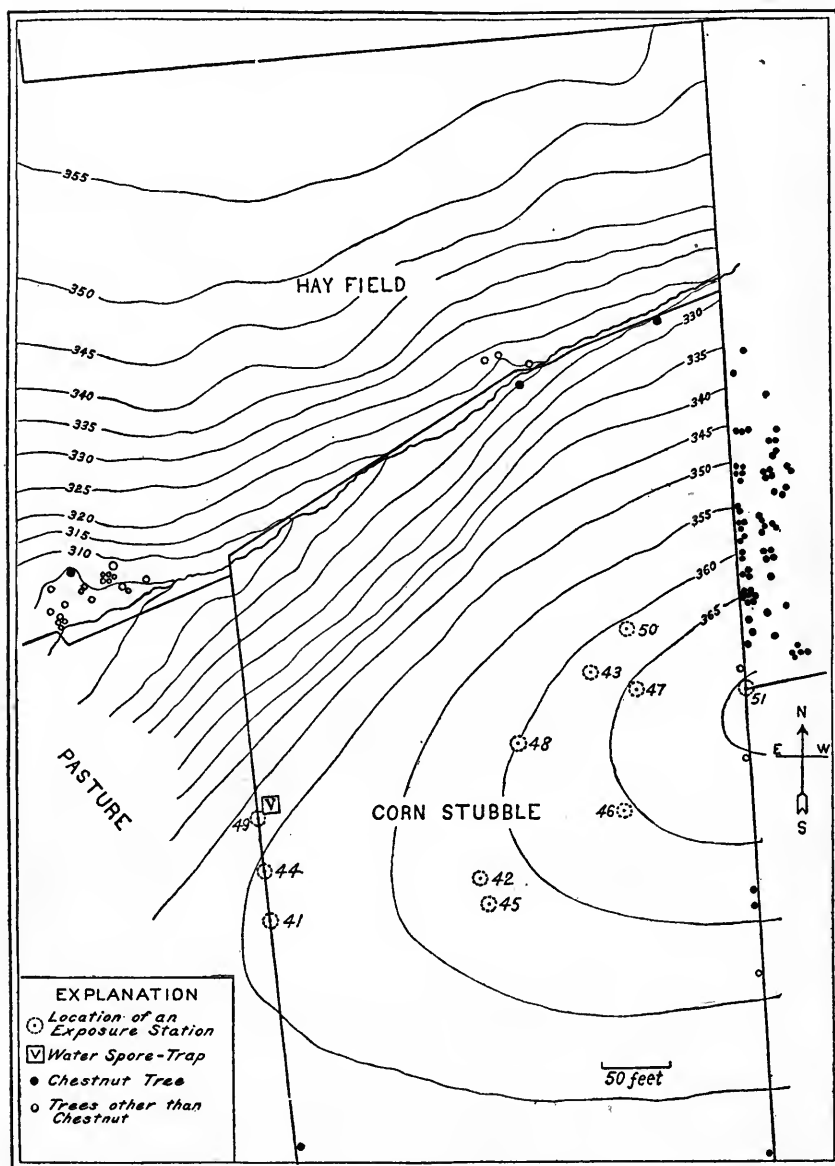 355
350
HAY FIELD
345
340
335
330
325
320
315
310
330
335
340
345
350
355
360
365
50
43
47
51
N
E W
S
48
PASTURE
CORN STUBBLE
46
V
49
44
42
45
41
EXPLANATION
Location of an
Exposure Station
V Water Spore-Trap
Chestnut Tree
Trees other than
Chestnut
50 feet